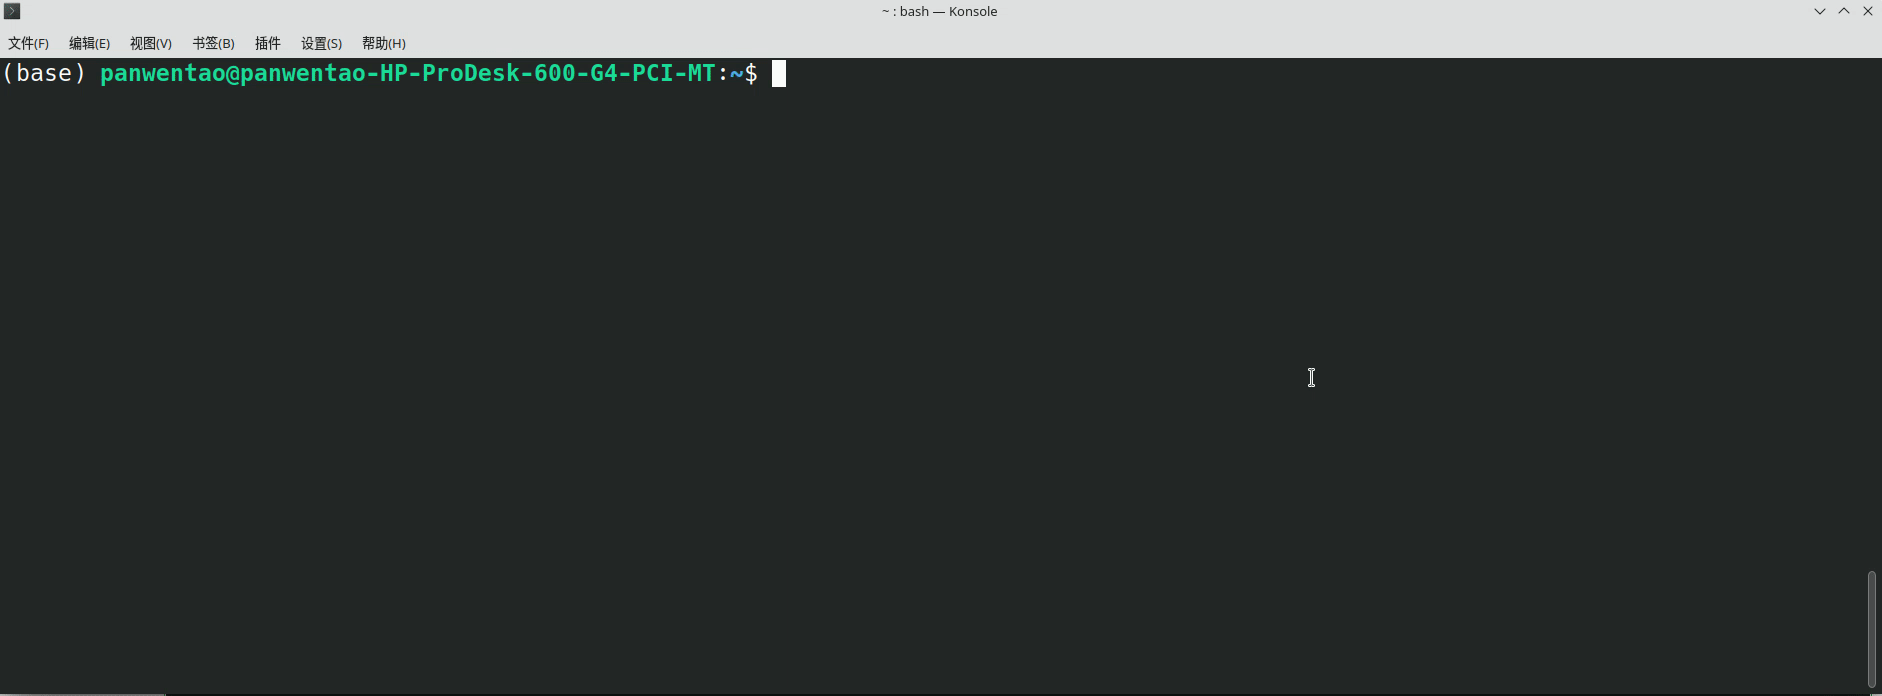 ~ : bash — Konsole
文件(F) 编辑(E) 视图(V) 书签(B) 插件 设置(S) 帮助(H)
(base) panwentao@panwentao-HP-ProDesk-600-G4-PCI-MT:~$